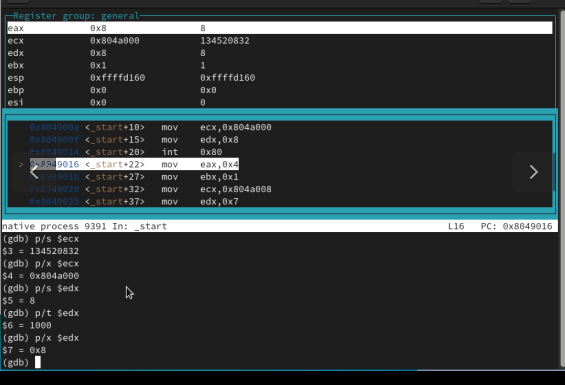 Register group: general
eax 0x8 8
ecx 0x804a000 134520832
edx 0x8 8
ebx 0x1 1
esp 0xffffd160 0xffffd160
ebp 0x0 0x0
esi 0x0 0
0x804900a <_start+10> mov ecx,0x804a000
0x804900f <_start+15> mov edx,0x8
0x8049014 <_start+20> int 0x80
> 0x8049016 <_start+22> mov eax,0x4
0x804901b <_start+27> mov ebx,0x1
0x8049020 <_start+32> mov ecx,0x804a008
0x8049025 <_start+37> mov edx,0x7
native process 9391 In: _start L16 PC: 0x8049016
(gdb) p/s $ecx
$3 = 134520832
(gdb) p/x $ecx
$4 = 0x804a000
(gdb) p/s $edx
$5 = 8
(gdb) p/t $edx
$6 = 1000
(gdb) p/x $edx
$7 = 0x8
(gdb)